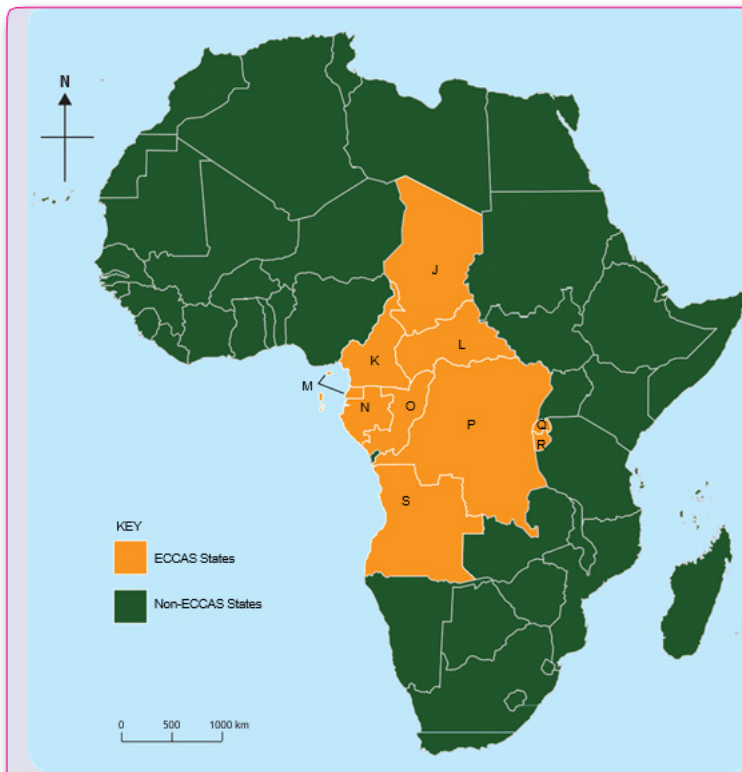 N
J
L
K
M
N
O
P
Q
R
S
KEY
ECCAS States
Non-ECCAS States
0 500 1000 km